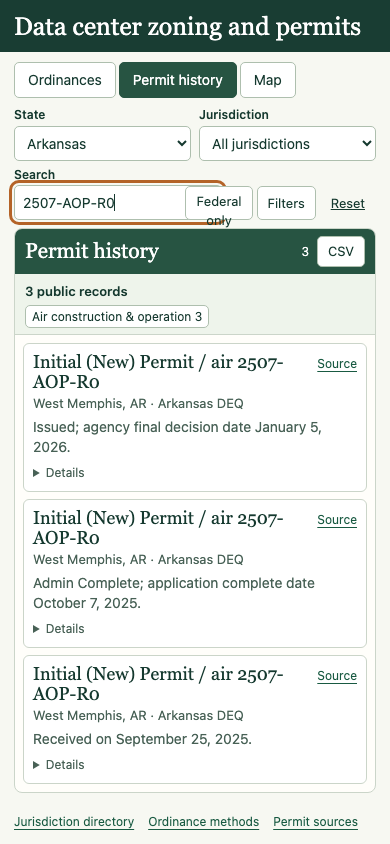 Data center zoning and permits
Ordinances
Permit history
Map
State
Jurisdiction
Arkansas
All jurisdictions
Search
2507-AOP-R0
Federal
only
Filters
Reset
Permit history
3
CSV
3 public records
Air construction & operation 3
Initial (New) Permit / air 2507-
AOP-R0
Source
West Memphis, AR · Arkansas DEQ
Issued; agency final decision date January 5,
2026.
Details
Initial (New) Permit / air 2507-
AOP-R0
Source
West Memphis, AR · Arkansas DEQ
Admin Complete; application complete date
October 7, 2025.
Details
Initial (New) Permit / air 2507-
AOP-R0
Source
West Memphis, AR · Arkansas DEQ
Received on September 25, 2025.
Details
Jurisdiction directory
Ordinance methods
Permit sources